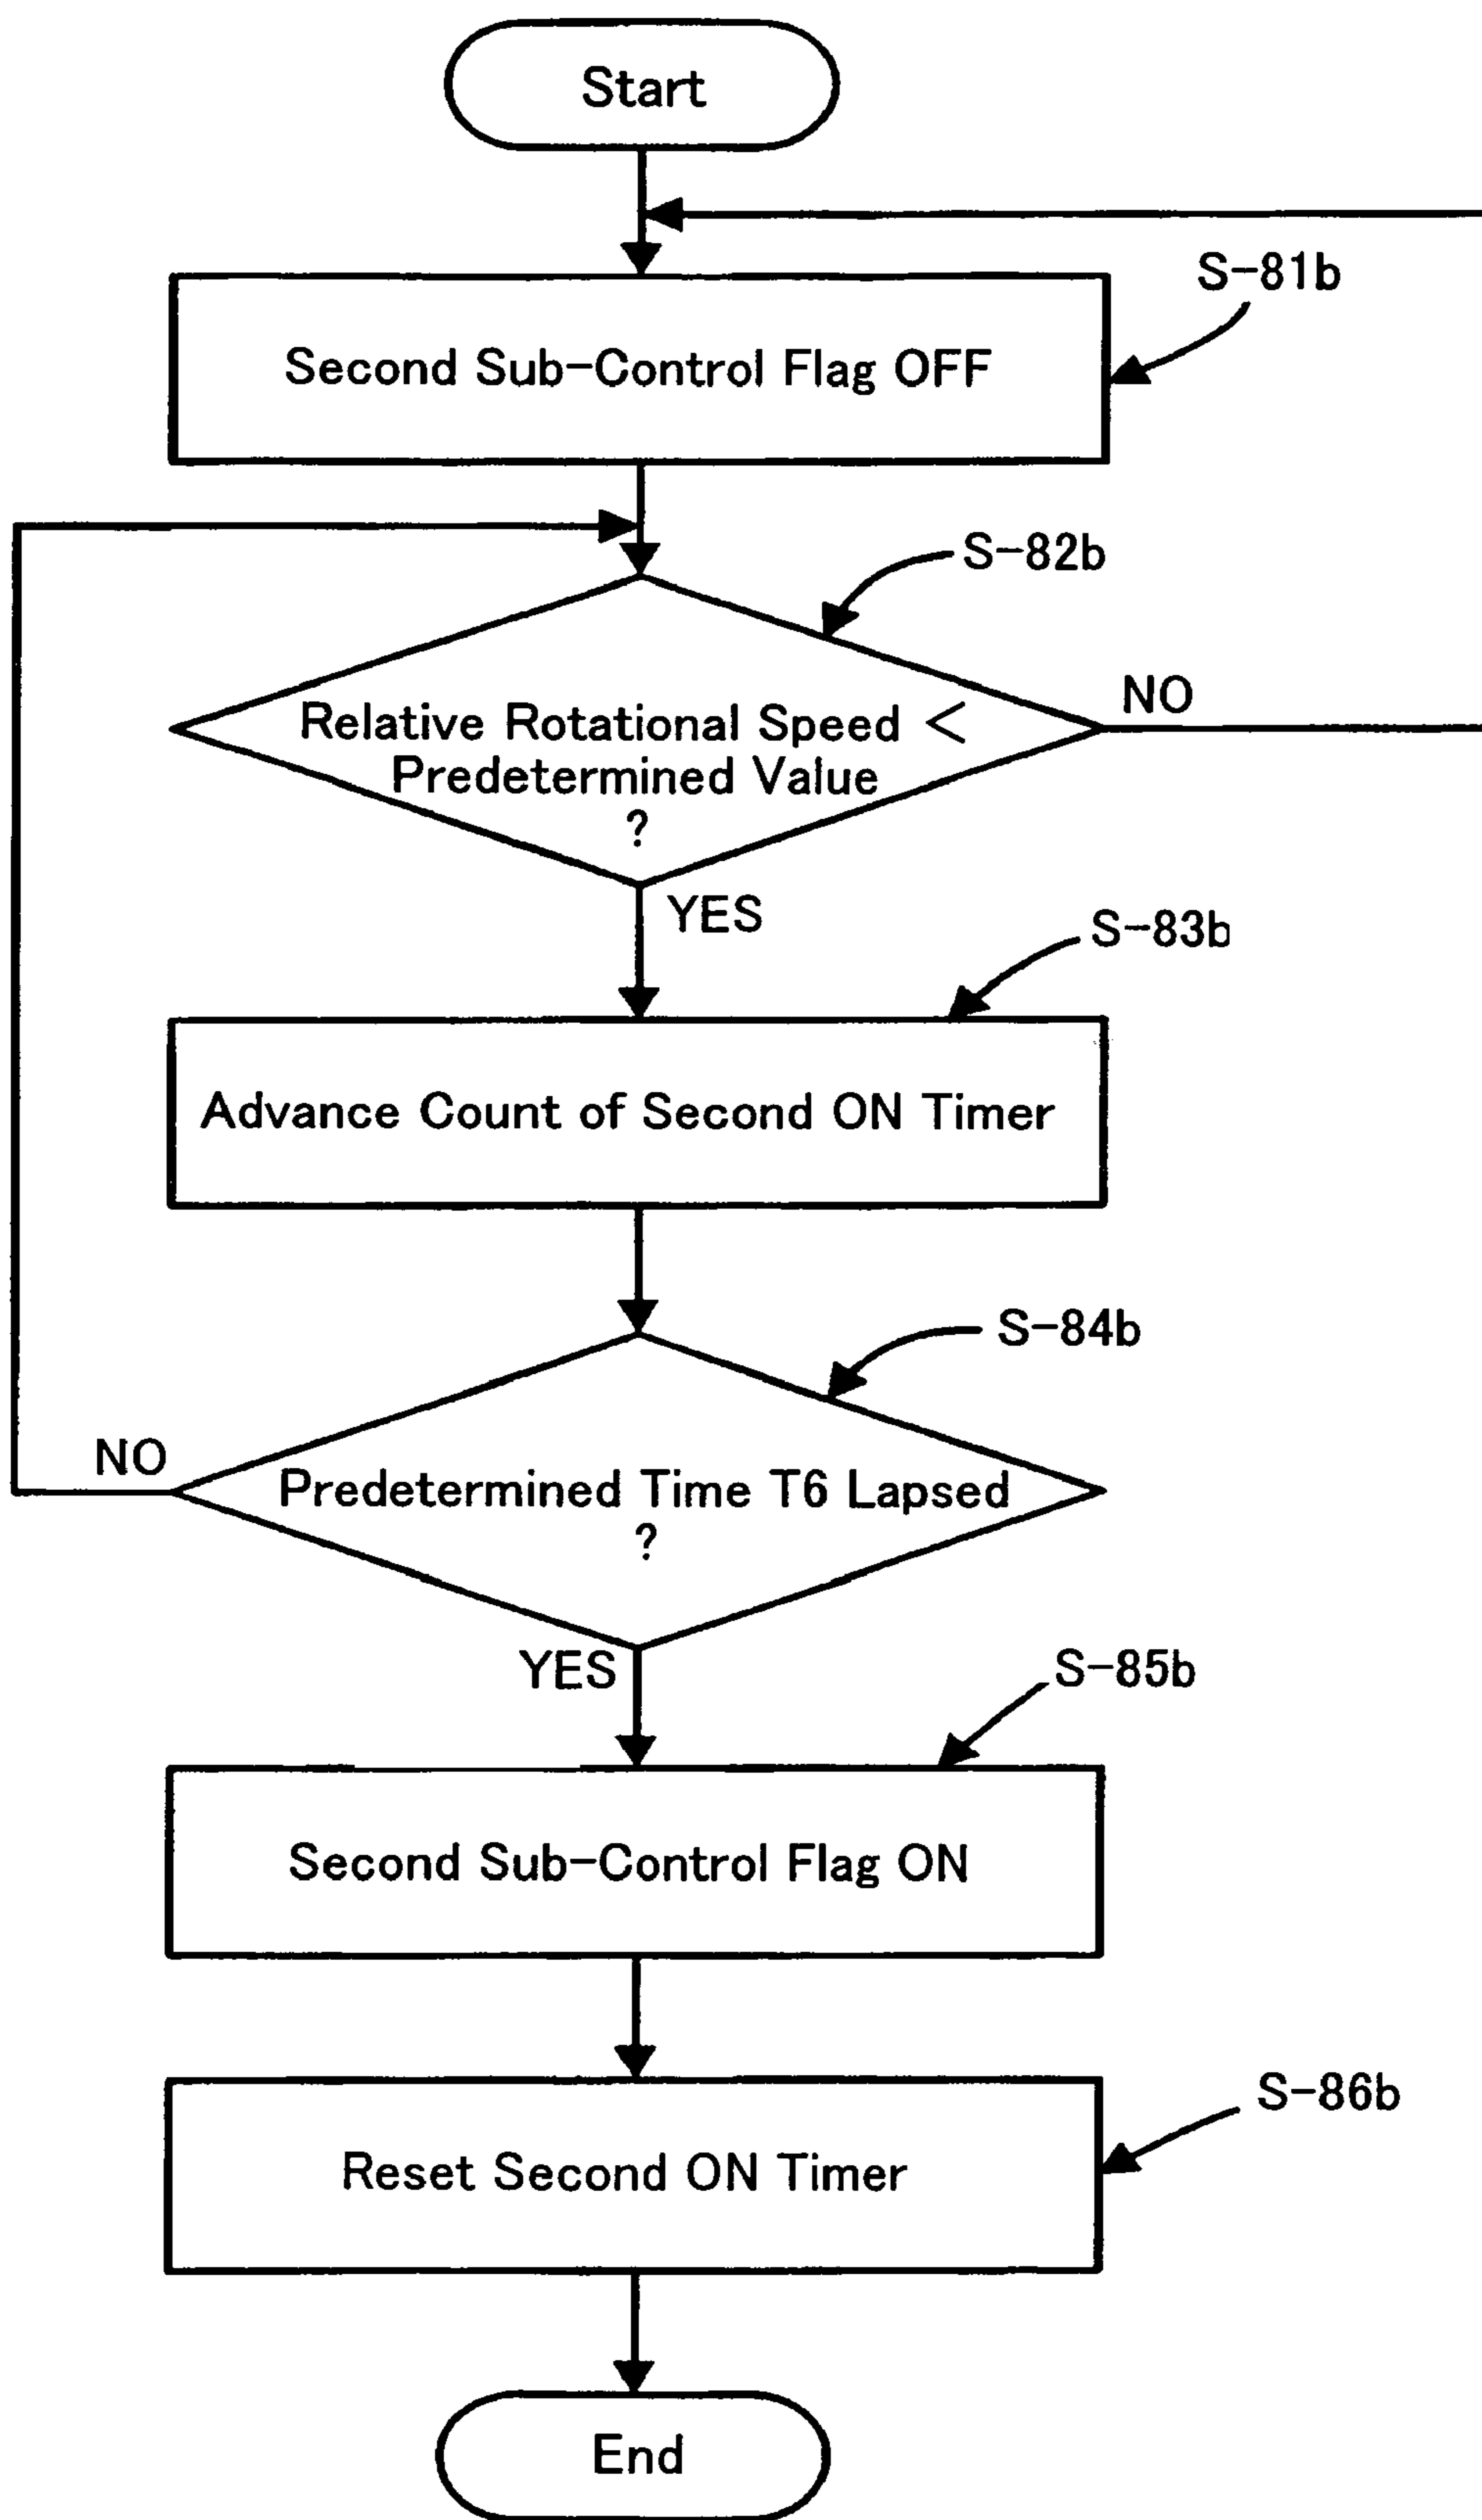 Start
S-81b
Second Sub-Control Flag OFF
S-82b
NO
Relative Rotational Speed <
Predetermined Value
?
YES
S-83b
Advance Count of Second ON Timer
S-84b
NO
Predetermined Time T6 Lapsed
?
YES
S-85b
Second Sub-Control Flag ON
S-86b
Reset Second ON Timer
End